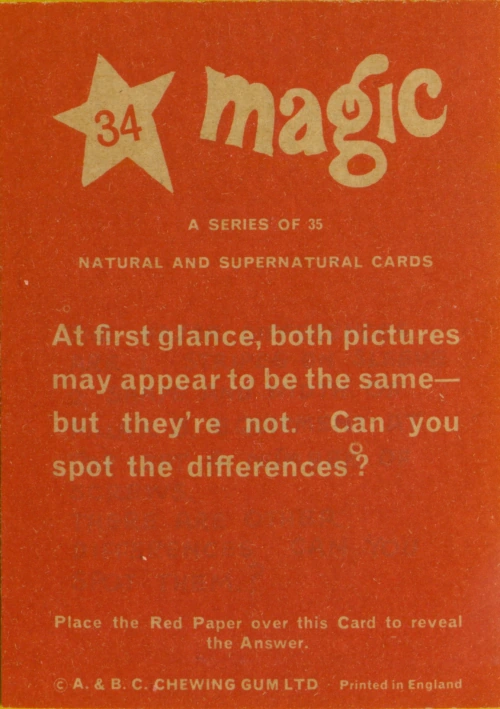 34
magic
A SERIES OF 35
NATURAL AND SUPERNATURAL CARDS
At first glance, both pictures
may appear to be the same—
but they're not. Can you
spot the differences?
Place the Red Paper over this Card to reveal
the Answer.
© A. & B. C. CHEWING GUM LTD Printed in England